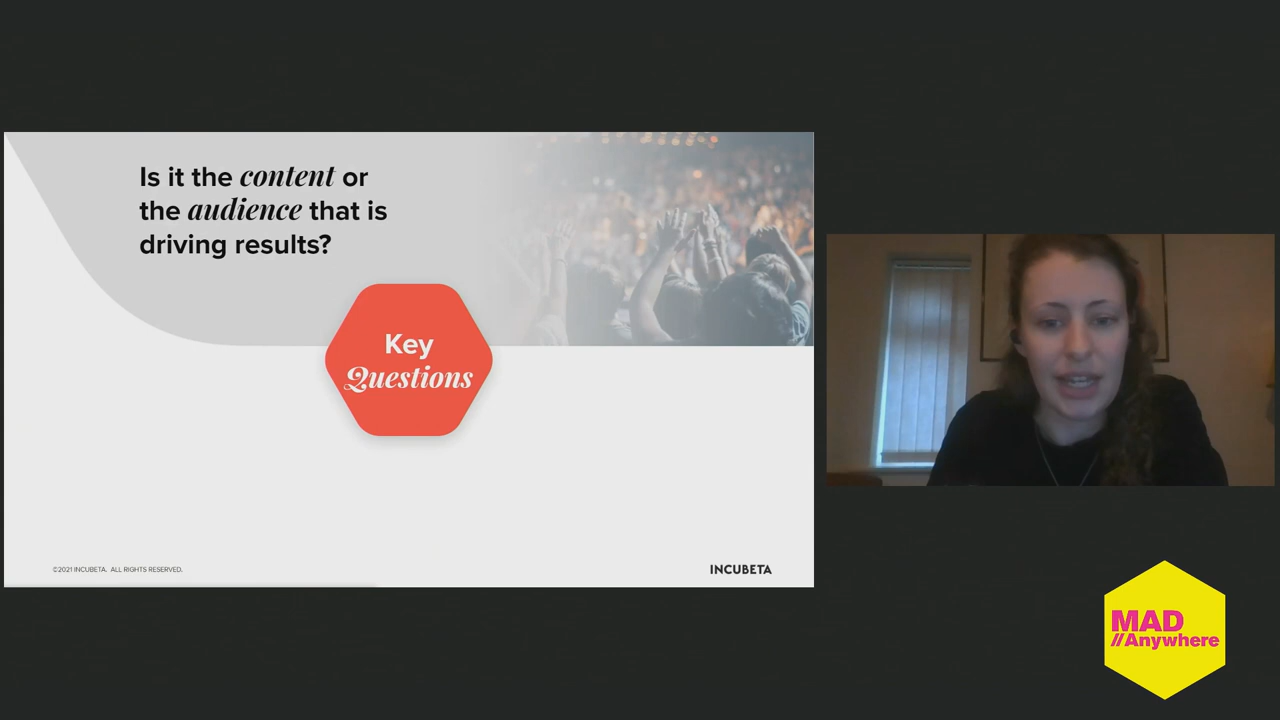 Is it the content or
the audience that is
driving results?
Key
Questions
©2021 INCUBETA. ALL RIGHTS RESERVED.
INCUBETA
MAD
//Anywhere